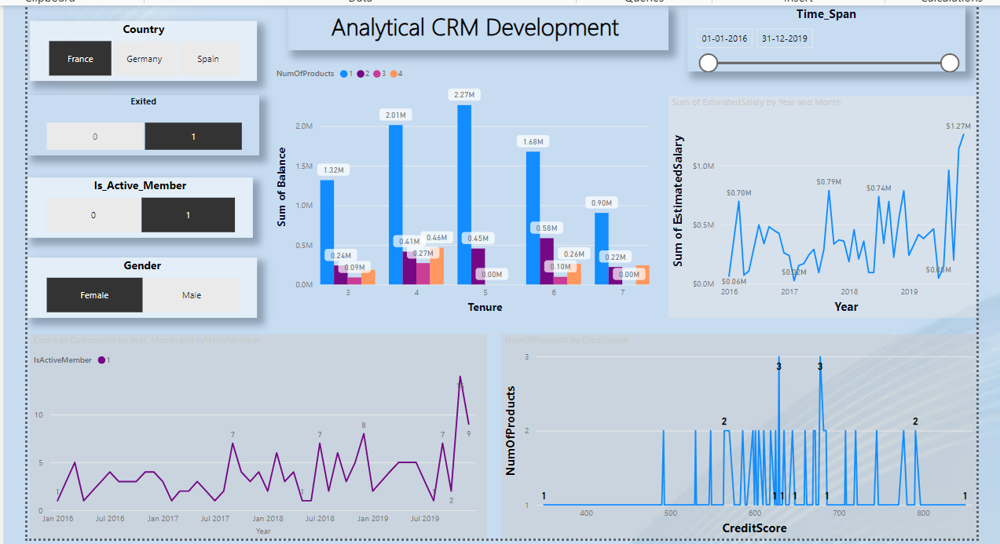 Clipboard
Data
Queries
Insert
Calculations
Country
France
Germany
Spain
Exited
0
1
Is_Active_Member
0
1
Gender
Female
Male
Analytical CRM Development
Time_Span
01-01-2016
31-12-2019
NumOfProducts 1 2 3 4
Sum of Balance
2.0M
1.5M
1.0M
0.5M
0.0M
1.32M
0.24M
0.09M
2.01M
0.41M
0.27M
0.46M
2.27M
0.45M
0.00M
1.68M
0.58M
0.10M
0.26M
0.90M
0.22M
0.00M
3 4 5 6 7
Tenure
Sum of EstimatedSalary by Year and Month
Sum of EstimatedSalary
$1.0M
$0.5M
$0.0M
$0.06M
$0.70M
$0.02M
$0.79M
$0.74M
$1.27M
2016 2017 2018 2019
Year
Count of CustomerId by Year, Month and IsActiveMember
IsActiveMember 1
10
5
0
1
7
7
1
8
7
1
2
9
Jan 2016 Jul 2016 Jan 2017 Jul 2017 Jan 2018 Jul 2018 Jan 2019 Jul 2019
Year
NumOfProducts by CreditScore
NumOfProducts
3
2
1
1
2
3
3
2
1
1
1
1
1
400 500 600 700 800
CreditScore